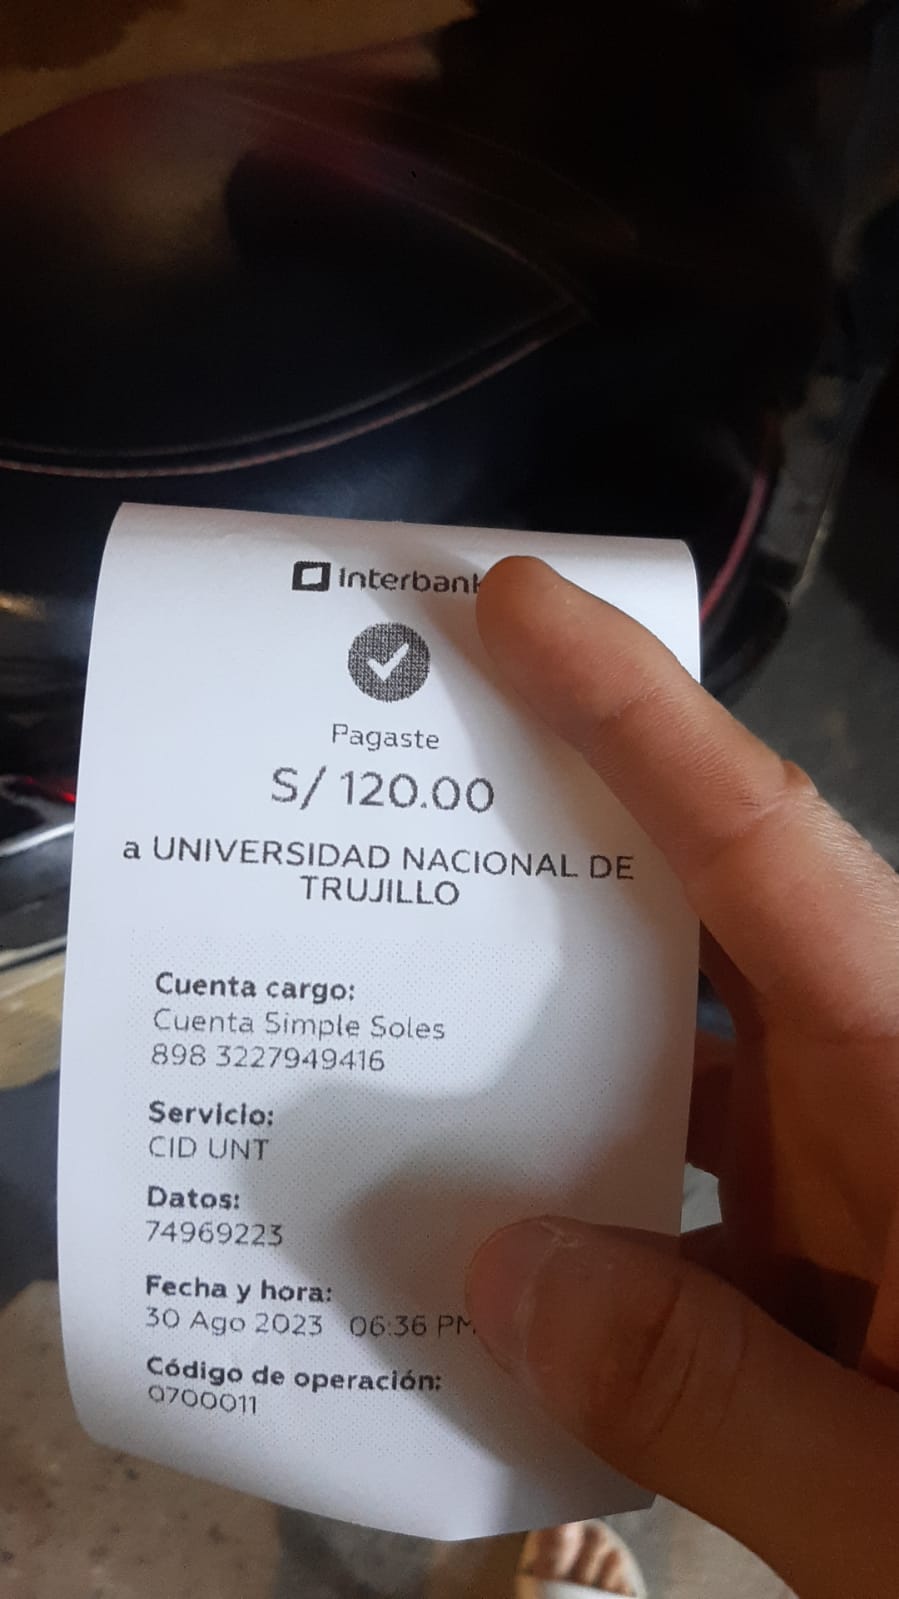 Interbank
Pagaste
S/ 120.00
a UNIVERSIDAD NACIONAL DE
TRUJILLO
Cuenta cargo:
Cuenta Simple Soles
898 3227949416
Servicio:
CID UNT
Datos:
74969223
Fecha y hora:
30 Ago 2023 06:36 PM
Código de operación:
0700011